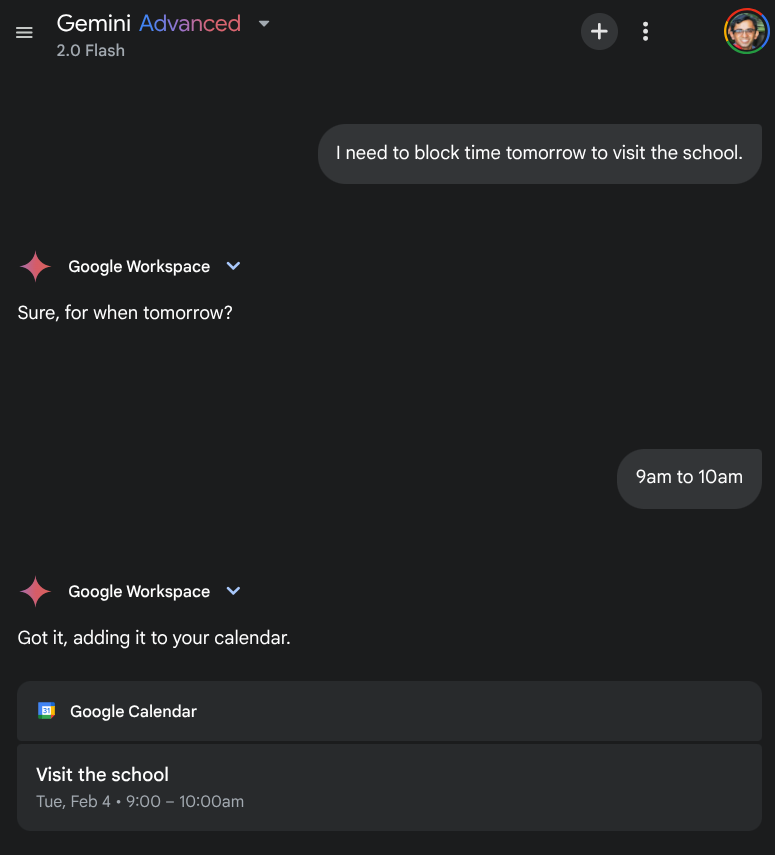 Gemini Advanced
2.0 Flash
I need to block time tomorrow to visit the school.
Google Workspace
Sure, for when tomorrow?
9am to 10am
Google Workspace
Got it, adding it to your calendar.
31
Google Calendar
Visit the school
Tue, Feb 4 • 9:00 – 10:00am